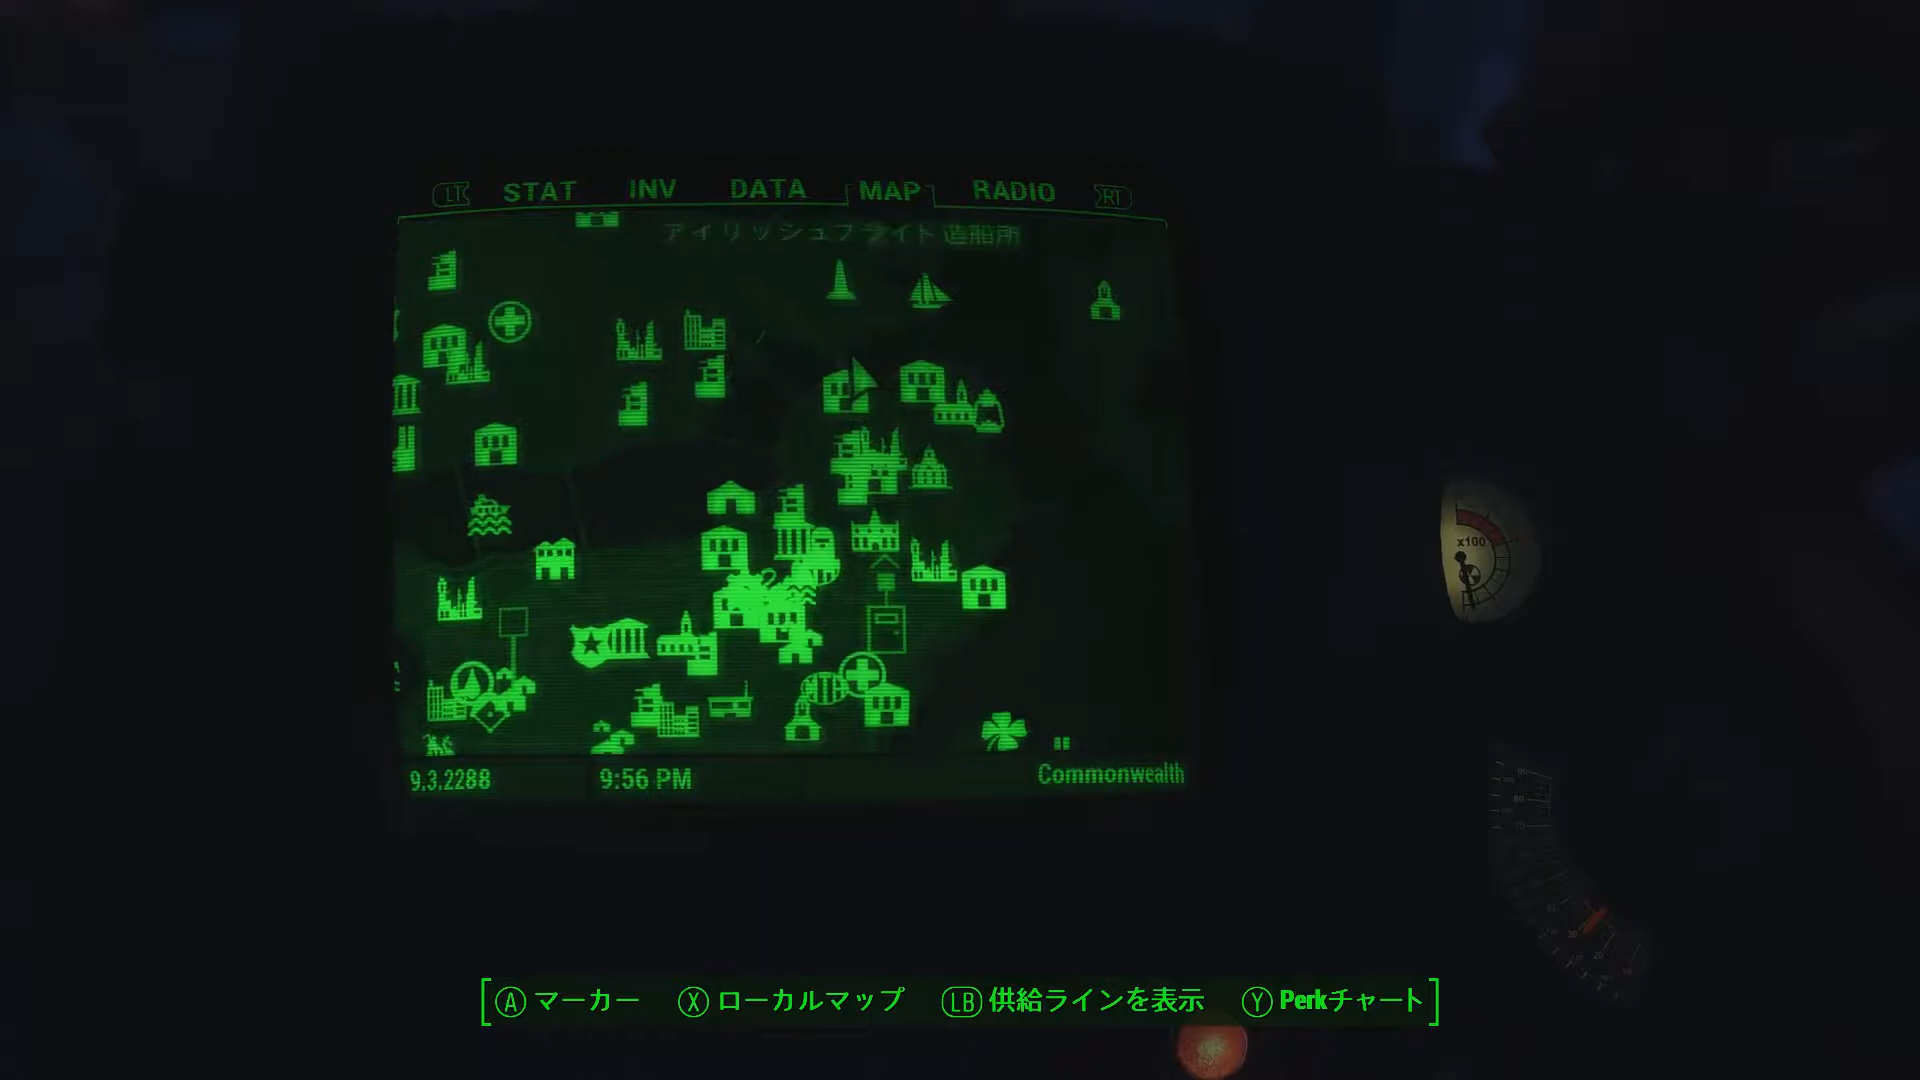 LT STAT INV DATA MAP RADIO RT
アイリッシュプライド造船所
9.3.2288 9:56 PM Commonwealth
x100
[Ⓐ マーカー Ⓧ ローカルマップ LB 供給ラインを表示 Ⓨ Perkチャート]